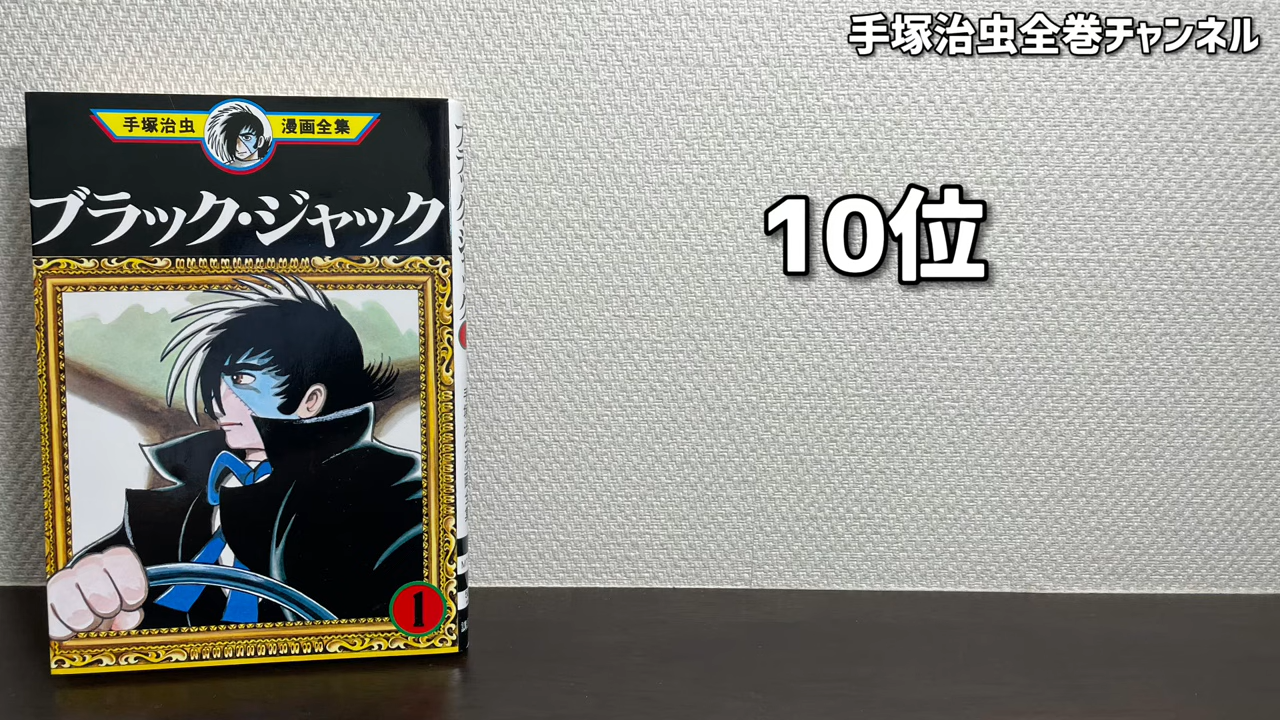 手塚治虫全巻チャンネル
手塚治虫 漫画全集
ブラック・ジャック
10位
1